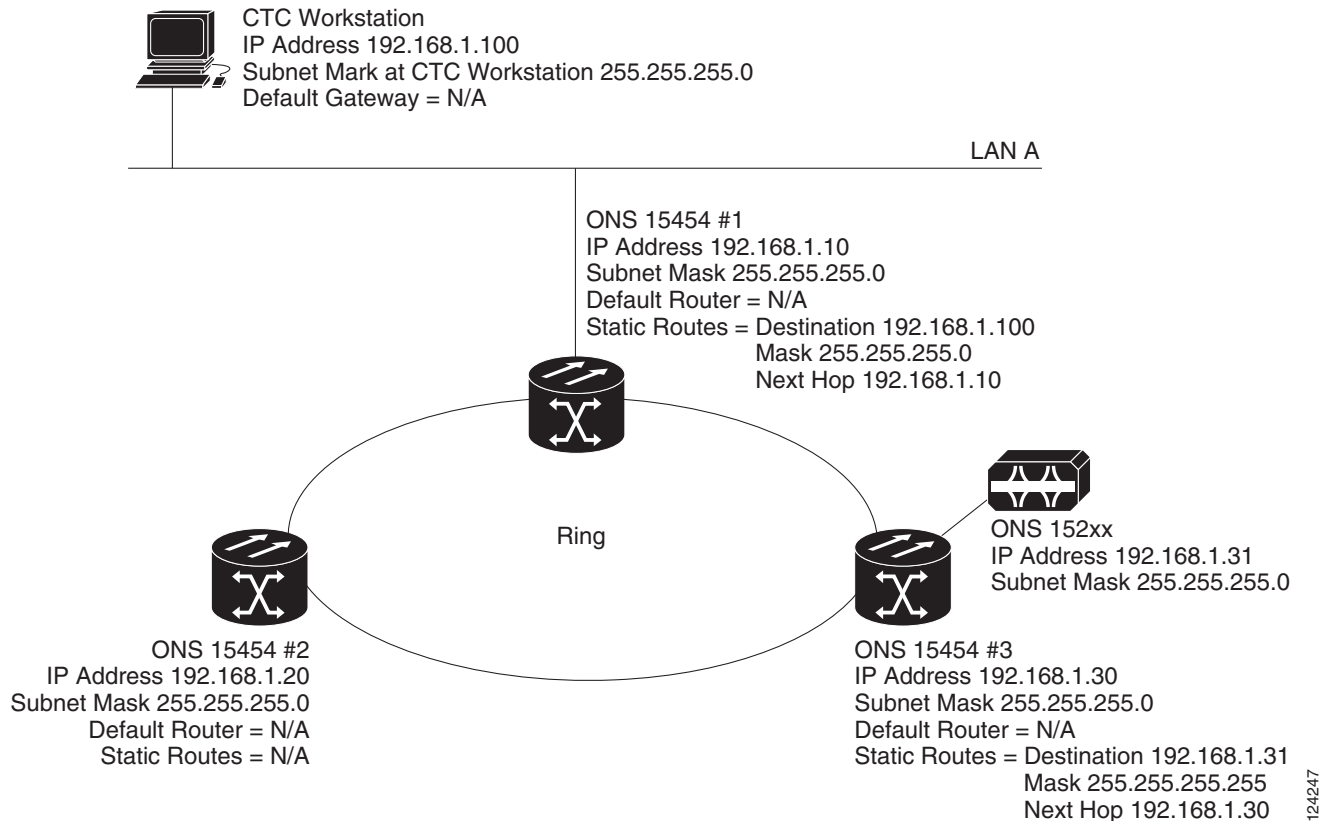 CTC Workstation
IP Address 192.168.1.100
Subnet Mark at CTC Workstation 255.255.255.0
Default Gateway = N/A
LAN A
ONS 15454 #1
IP Address 192.168.1.10
Subnet Mask 255.255.255.0
Default Router = N/A
Static Routes = Destination 192.168.1.100
Mask 255.255.255.0
Next Hop 192.168.1.10
Ring
ONS 152xx
IP Address 192.168.1.31
Subnet Mask 255.255.255.0
ONS 15454 #2
IP Address 192.168.1.20
Subnet Mask 255.255.255.0
Default Router = N/A
Static Routes = N/A
ONS 15454 #3
IP Address 192.168.1.30
Subnet Mask 255.255.255.0
Default Router = N/A
Static Routes = Destination 192.168.1.31
Mask 255.255.255.255
Next Hop 192.168.1.30
124247